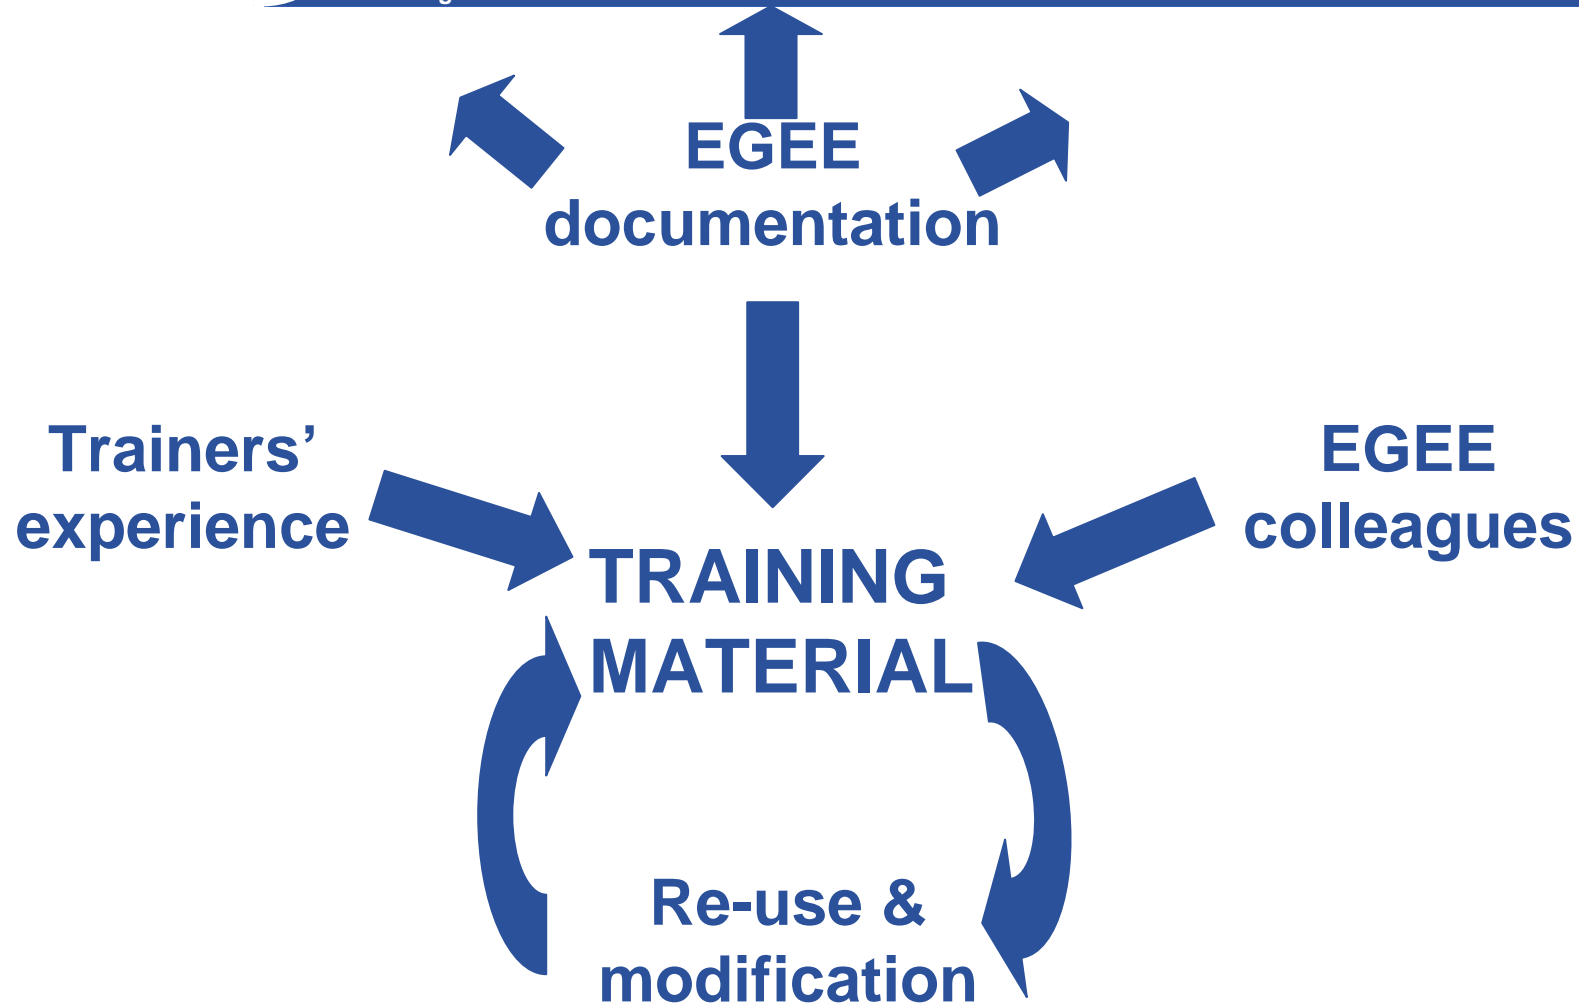 EGEE
documentation
Trainers’
experience
EGEE
colleagues
TRAINING
MATERIAL
Re-use &
modification